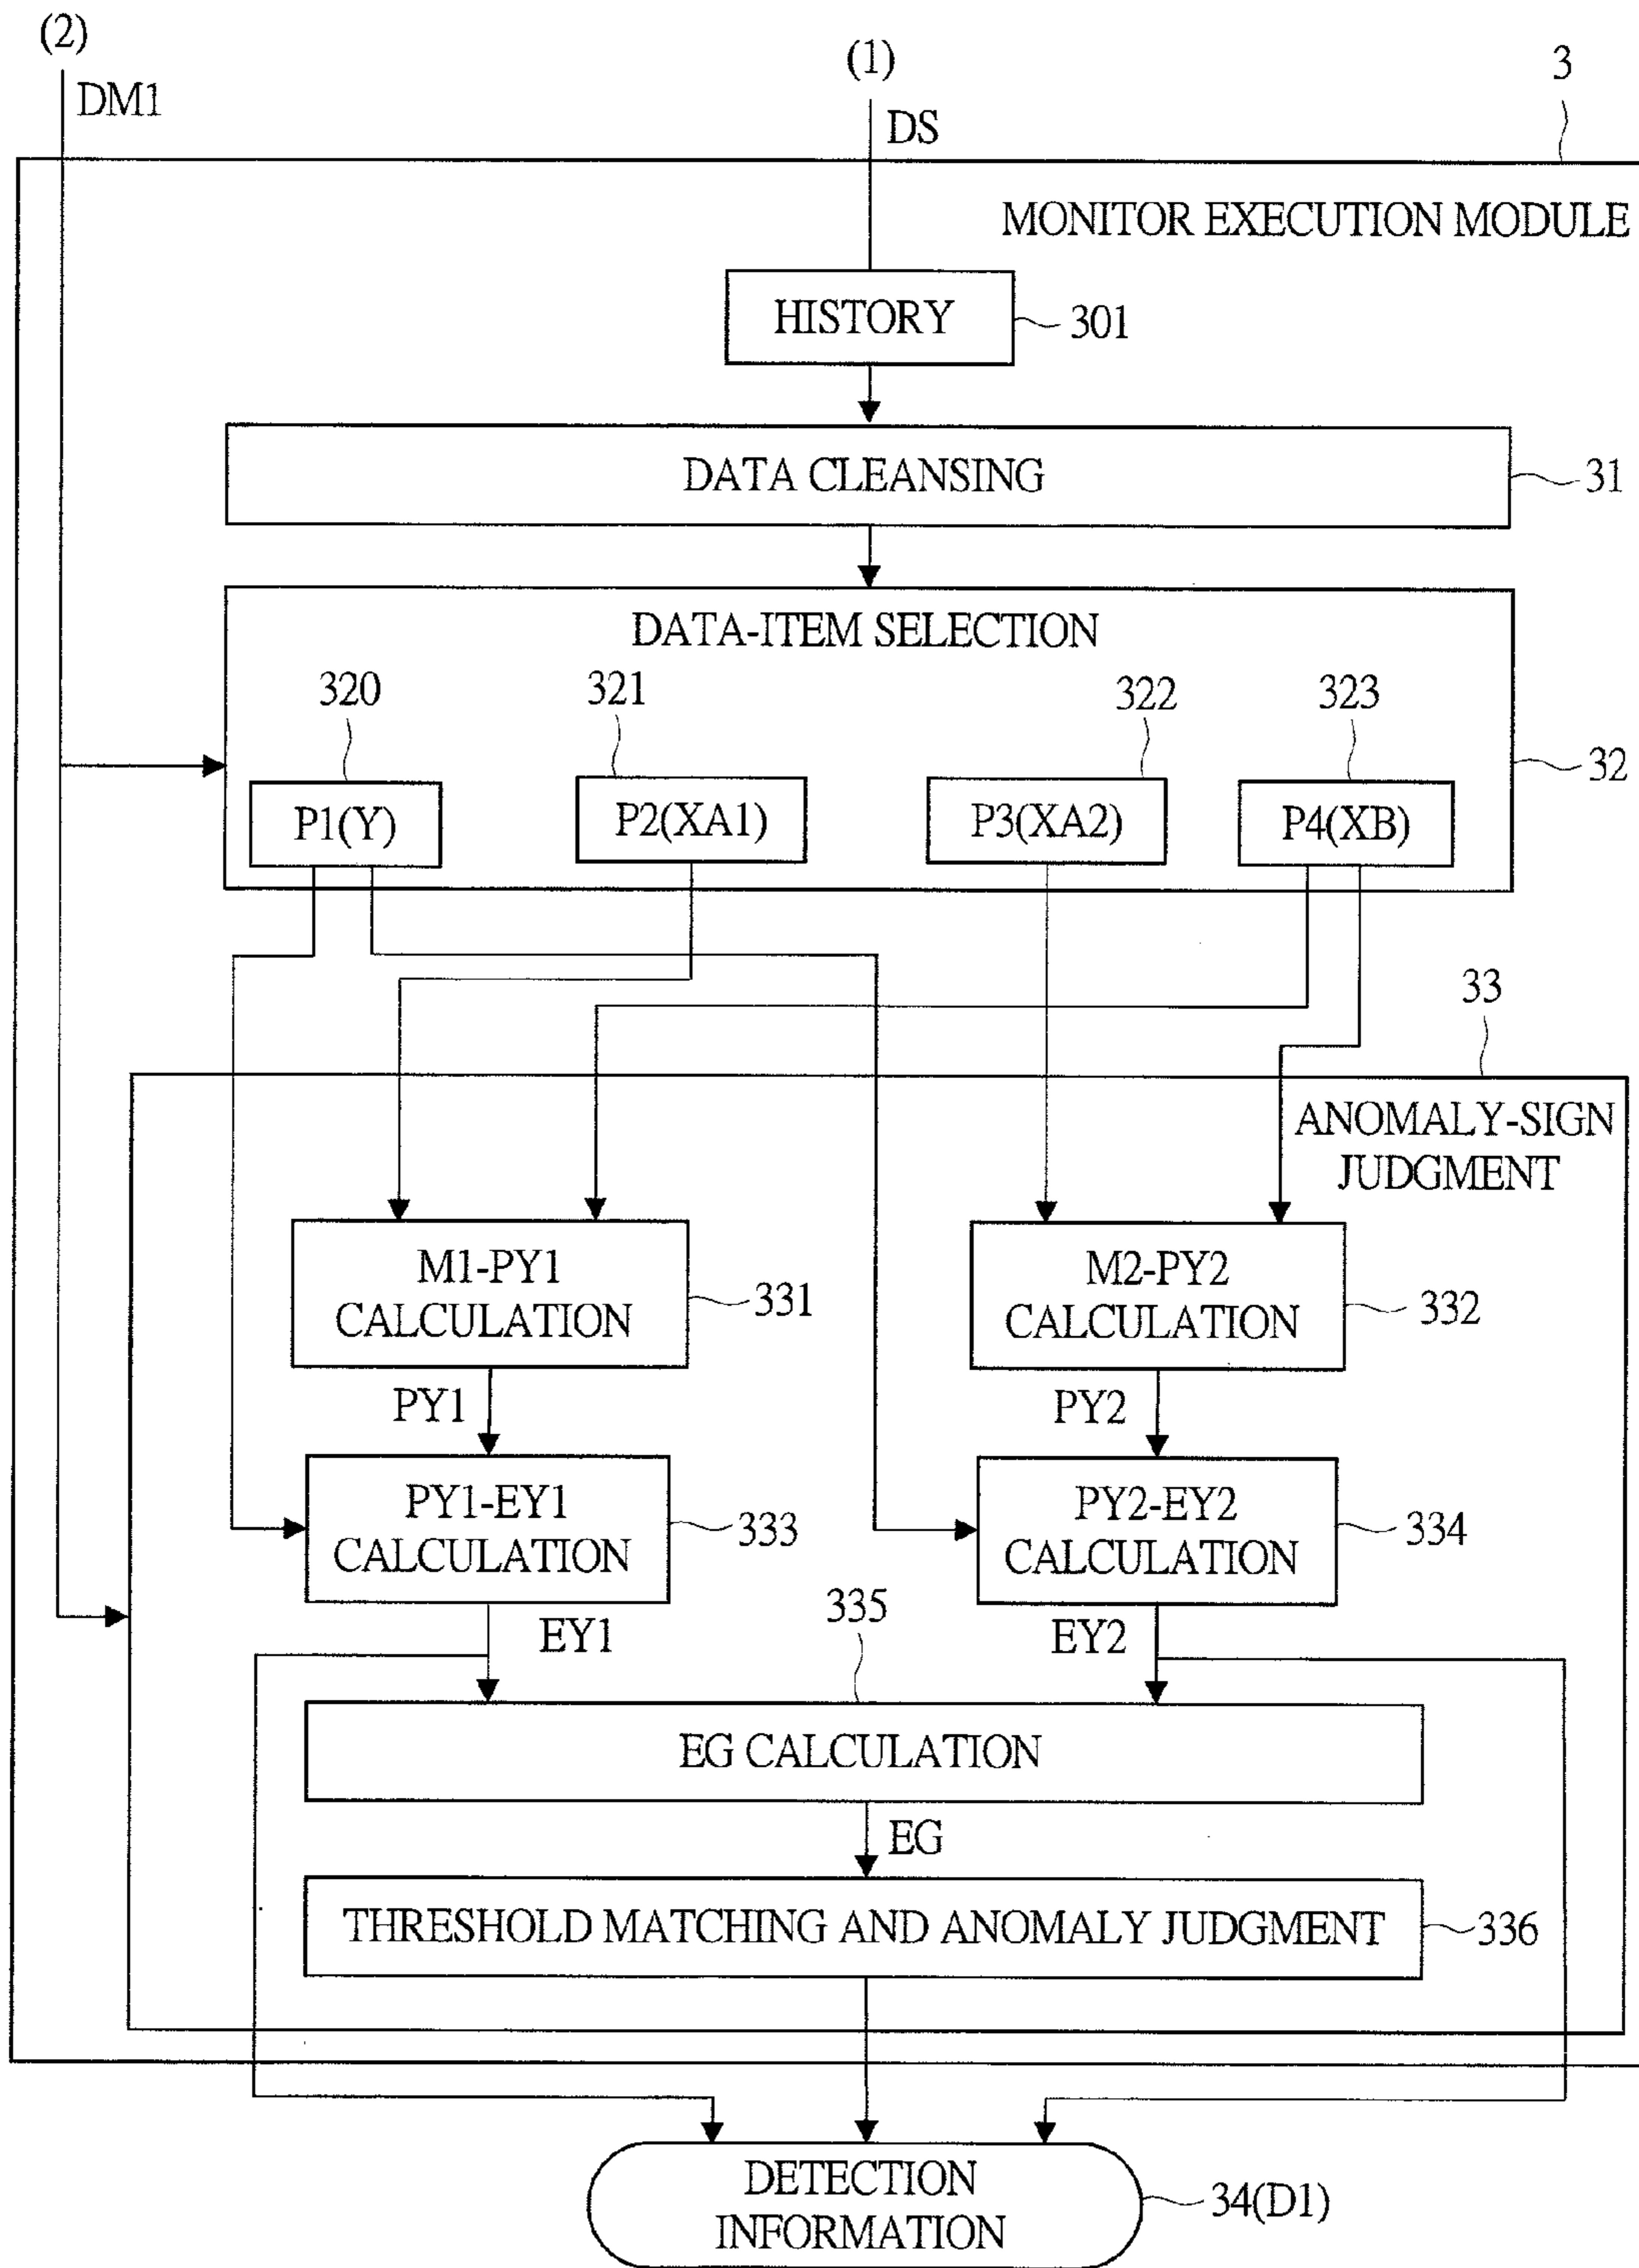 (2)
(1)
3
DM1
DS
MONITOR EXECUTION MODULE
HISTORY
301
DATA CLEANSING
31
DATA-ITEM SELECTION
320
321
322
323
32
P1(Y)
P2(XA1)
P3(XA2)
P4(XB)
33
ANOMALY-SIGN
JUDGMENT
M1-PY1
CALCULATION
331
M2-PY2
CALCULATION
332
PY1
PY2
PY1-EY1
CALCULATION
333
PY2-EY2
CALCULATION
334
335
EY1
EY2
EG CALCULATION
EG
THRESHOLD MATCHING AND ANOMALY JUDGMENT
336
DETECTION
INFORMATION
34(D1)